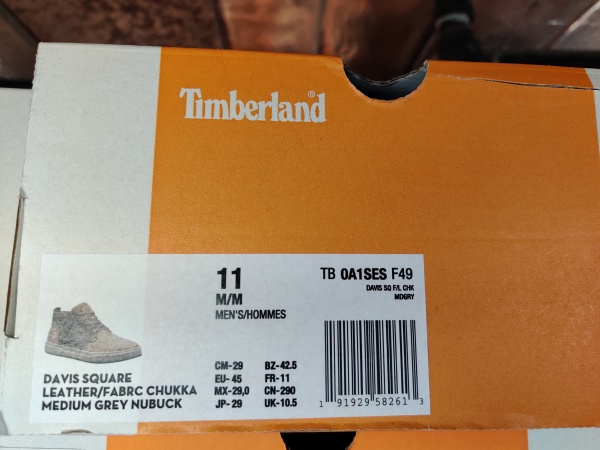 Timberland®
11
M/M
MEN'S/HOMMES
TB 0A1SES F49
DAVIS SQ F/L CHK
MDGRY
DAVIS SQUARE
LEATHER/FABRC CHUKKA
MEDIUM GREY NUBUCK
CM-29 BZ-42.5
EU- 45 FR-11
MX-29,0 CN-290
JP- 29 UK-10.5
1 91929 58261 3